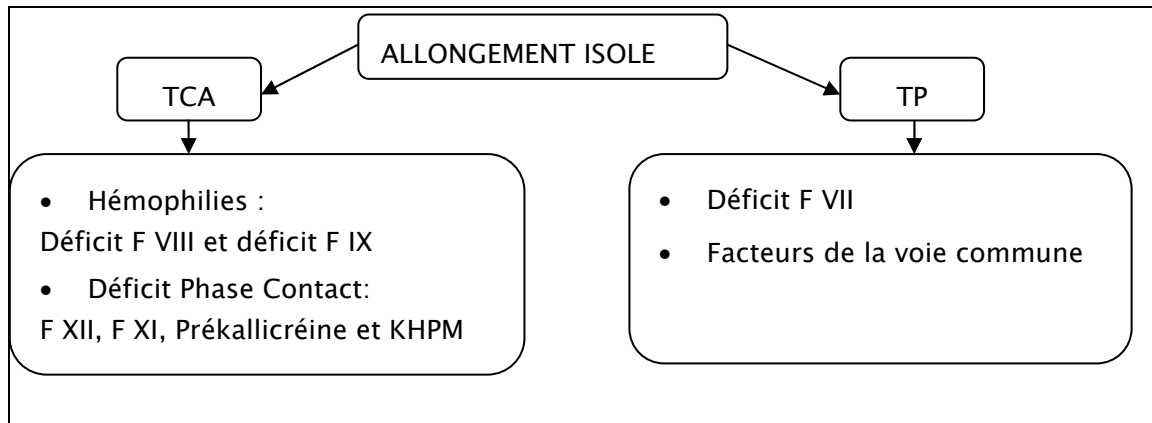 ALLONGEMENT ISOLE
TCA
TP
• Hémophilies :
Déficit F VIII et déficit F IX
• Déficit Phase Contact:
F XII, F XI, Prékallicréine et KHPM
• Déficit F VII
• Facteurs de la voie commune